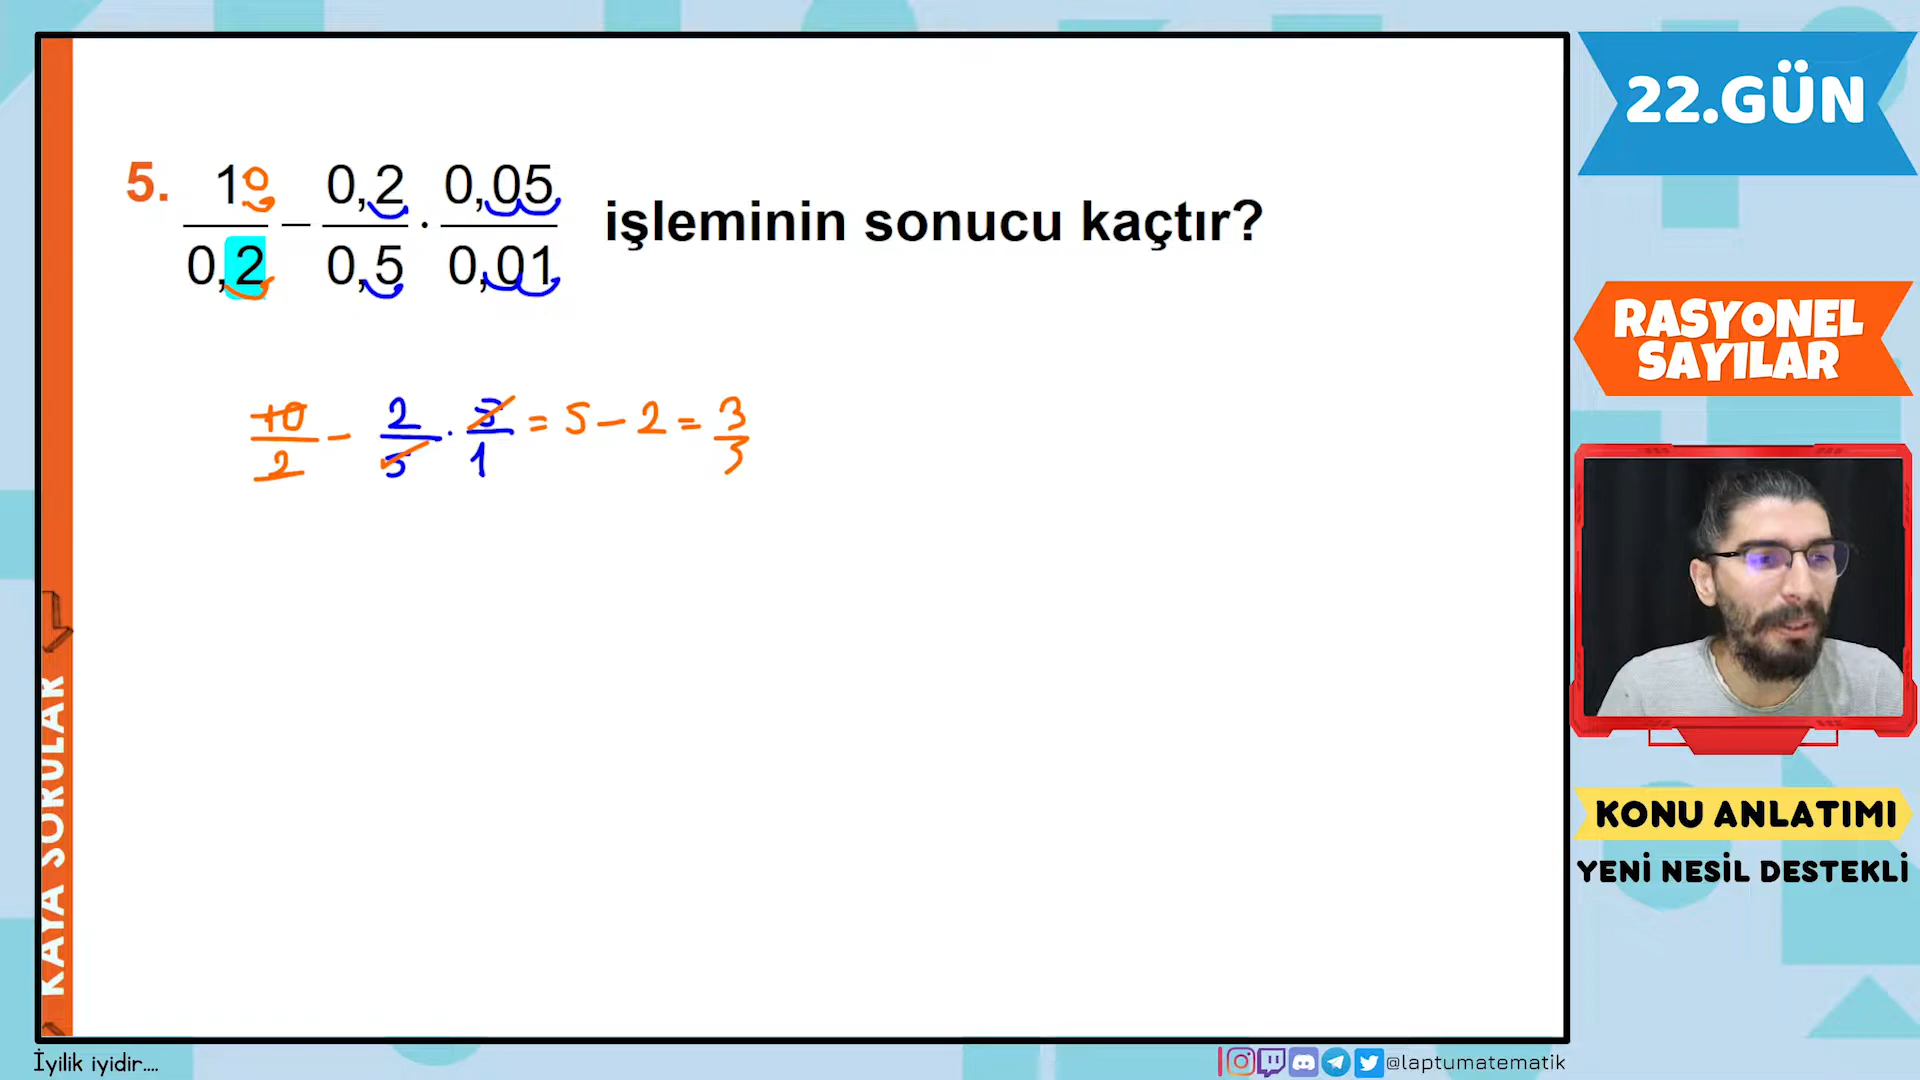 22.GÜN
5. 10/0,2 − 0,2/0,5 · 0,05/0,01 işleminin sonucu kaçtır?
RASYONEL
SAYILAR
10/2 − 2/5 · 5/1 = 5 − 2 = 3
3
KAYA SORULAR
KONU ANLATIMI
YENİ NESİL DESTEKLİ
İyilik iyidir....
@laptumatematik